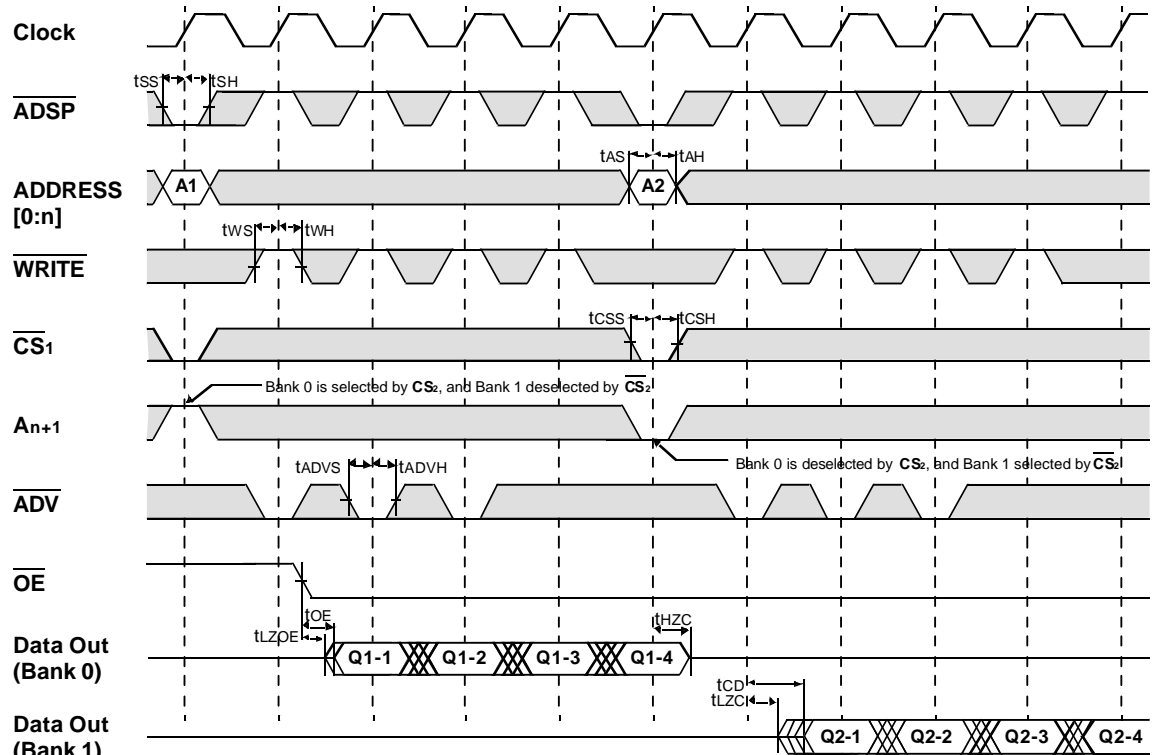 Clock
tSS tSH
ADSP
tAS tAH
ADDRESS
[0:n]
A1 A2
tWS tWH
WRITE
tCSS tCSH
CS1
Bank 0 is selected by CS2, and Bank 1 deselected by CS2
An+1
Bank 0 is deselected by CS2, and Bank 1 selected by CS2
tADVS tADVH
ADV
OE
tOE tHZC
tLZOE
Data Out
(Bank 0)
Q1-1 Q1-2 Q1-3 Q1-4
tCD
tLZC
Data Out
(Bank 1)
Q2-1 Q2-2 Q2-3 Q2-4